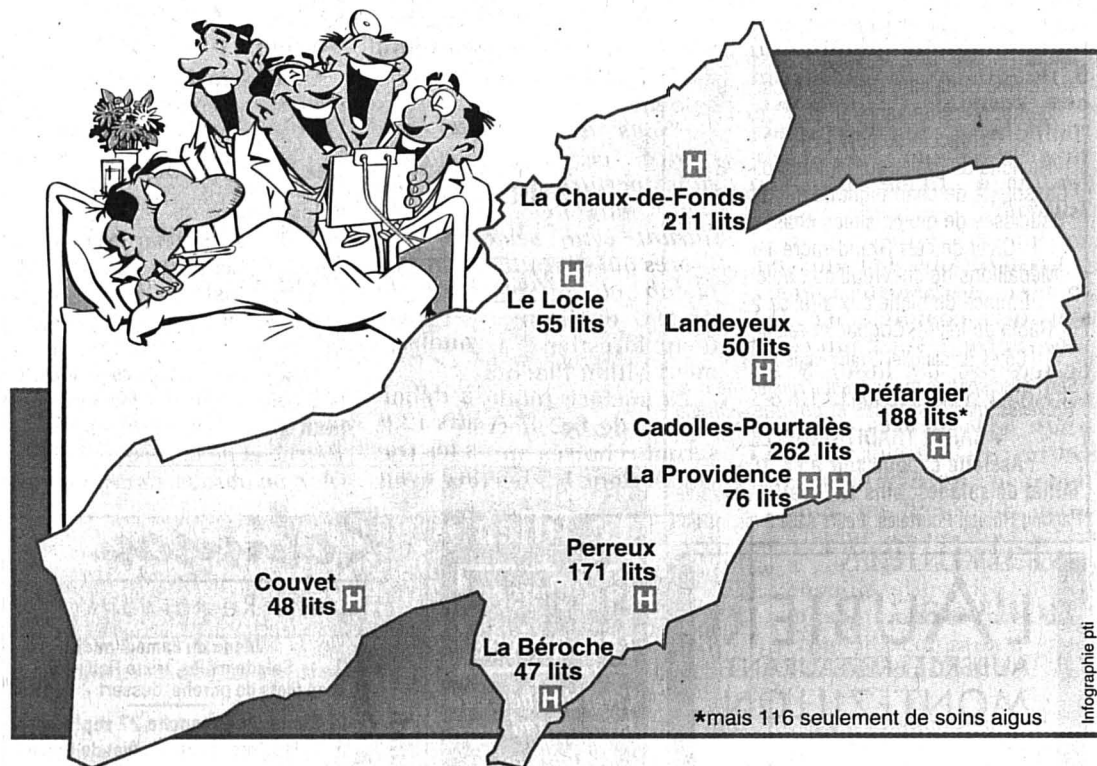 La Chaux-de-Fonds
211 lits
H
H
Le Locle
55 lits
Landeyeux
50 lits
H
Préfargier
188 lits*
H
Cadolles-Pourtalès
262 lits
La Providence
76 lits
H H
Perreux
171 lits
H
Couvet
48 lits
H
La Béroche
47 lits
H
*mais 116 seulement de soins aigus
Infographie pti